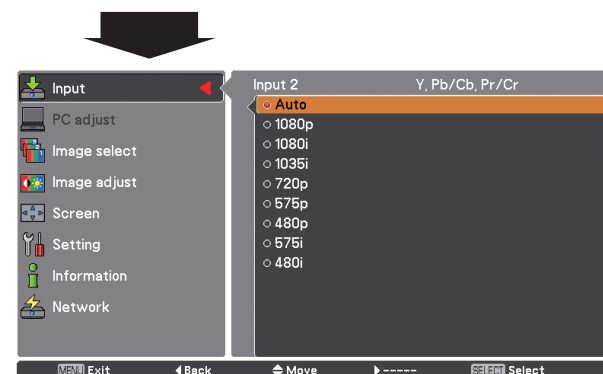 Input
PC adjust
Image select
Image adjust
Screen
Setting
Information
Network
Input 2 Y, Pb/Cb, Pr/Cr
Auto
1080p
1080i
1035i
720p
575p
480p
575i
480i
MENU Exit Back Move ----- SELECT Select